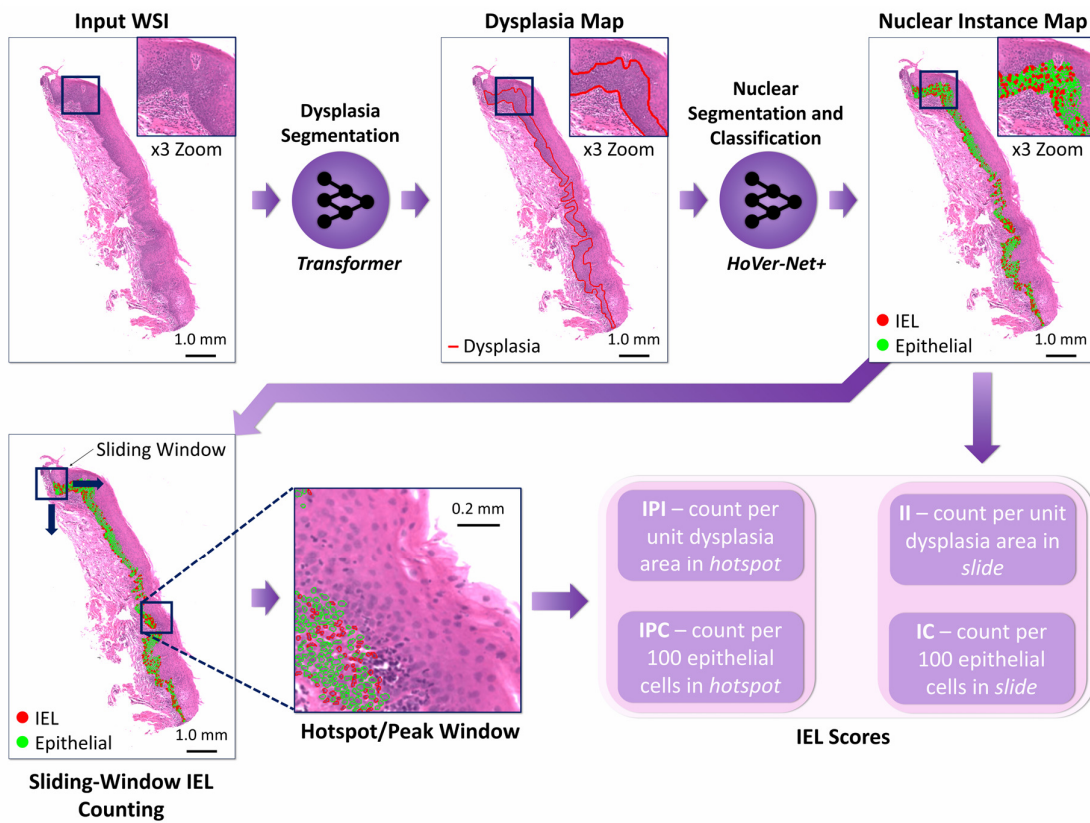 Input WSI
x3 Zoom
1.0 mm
Dysplasia
Segmentation
Transformer
Dysplasia Map
x3 Zoom
1.0 mm
Dysplasia
Nuclear
Segmentation and
Classification
HoVer-Net+
Nuclear Instance Map
x3 Zoom
IEL
Epithelial
1.0 mm
Sliding Window
IEL
Epithelial
1.0 mm
Sliding-Window IEL
Counting
0.2 mm
Hotspot/Peak Window
IPI – count per
unit dysplasia
area in hotspot
II – count per unit
dysplasia area in
slide
IPC – count per
100 epithelial
cells in hotspot
IC – count per
100 epithelial
cells in slide
IEL Scores